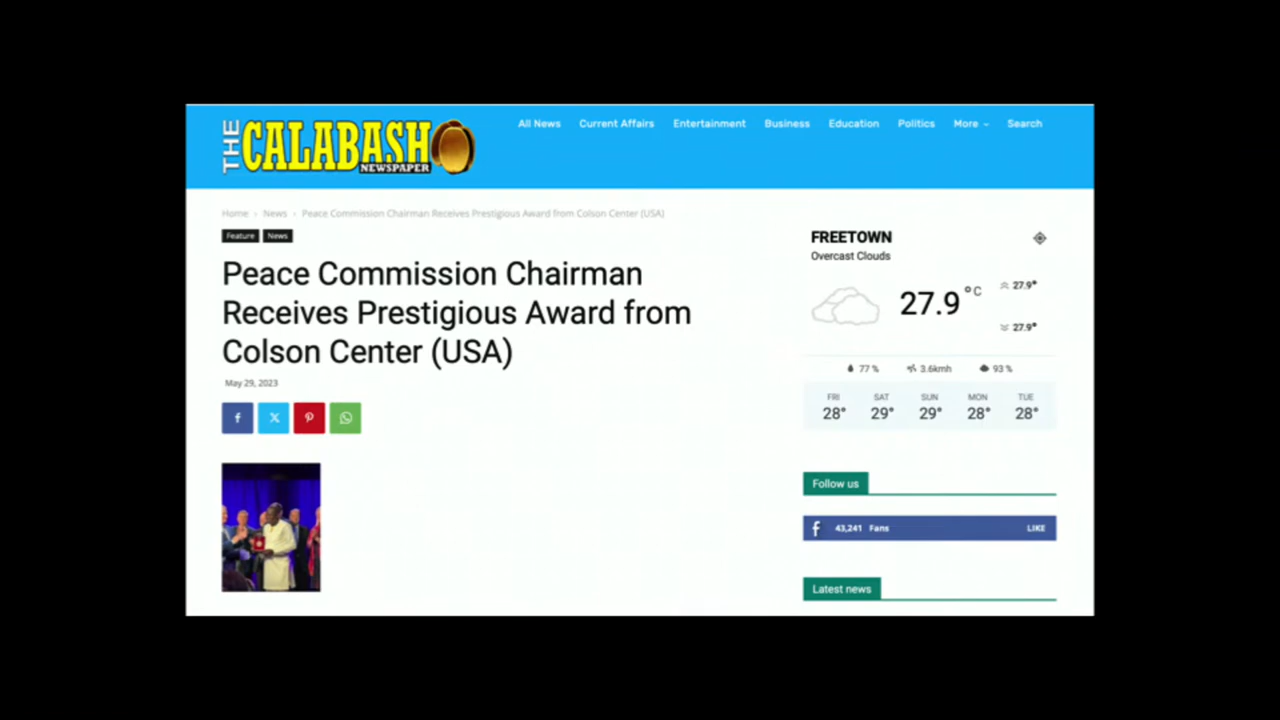 THE CALABASH
NEWSPAPER
All News Current Affairs Entertainment Business Education Politics More Search
Home › News › Peace Commission Chairman Receives Prestigious Award from Colson Center (USA)
Feature News
Peace Commission Chairman
Receives Prestigious Award from
Colson Center (USA)
May 29, 2023
FREETOWN
Overcast Clouds
27.9 °C
27.9°
27.9°
77 % 3.6kmh 93 %
FRI SAT SUN MON TUE
28° 29° 29° 28° 28°
Follow us
43,241 Fans LIKE
Latest news